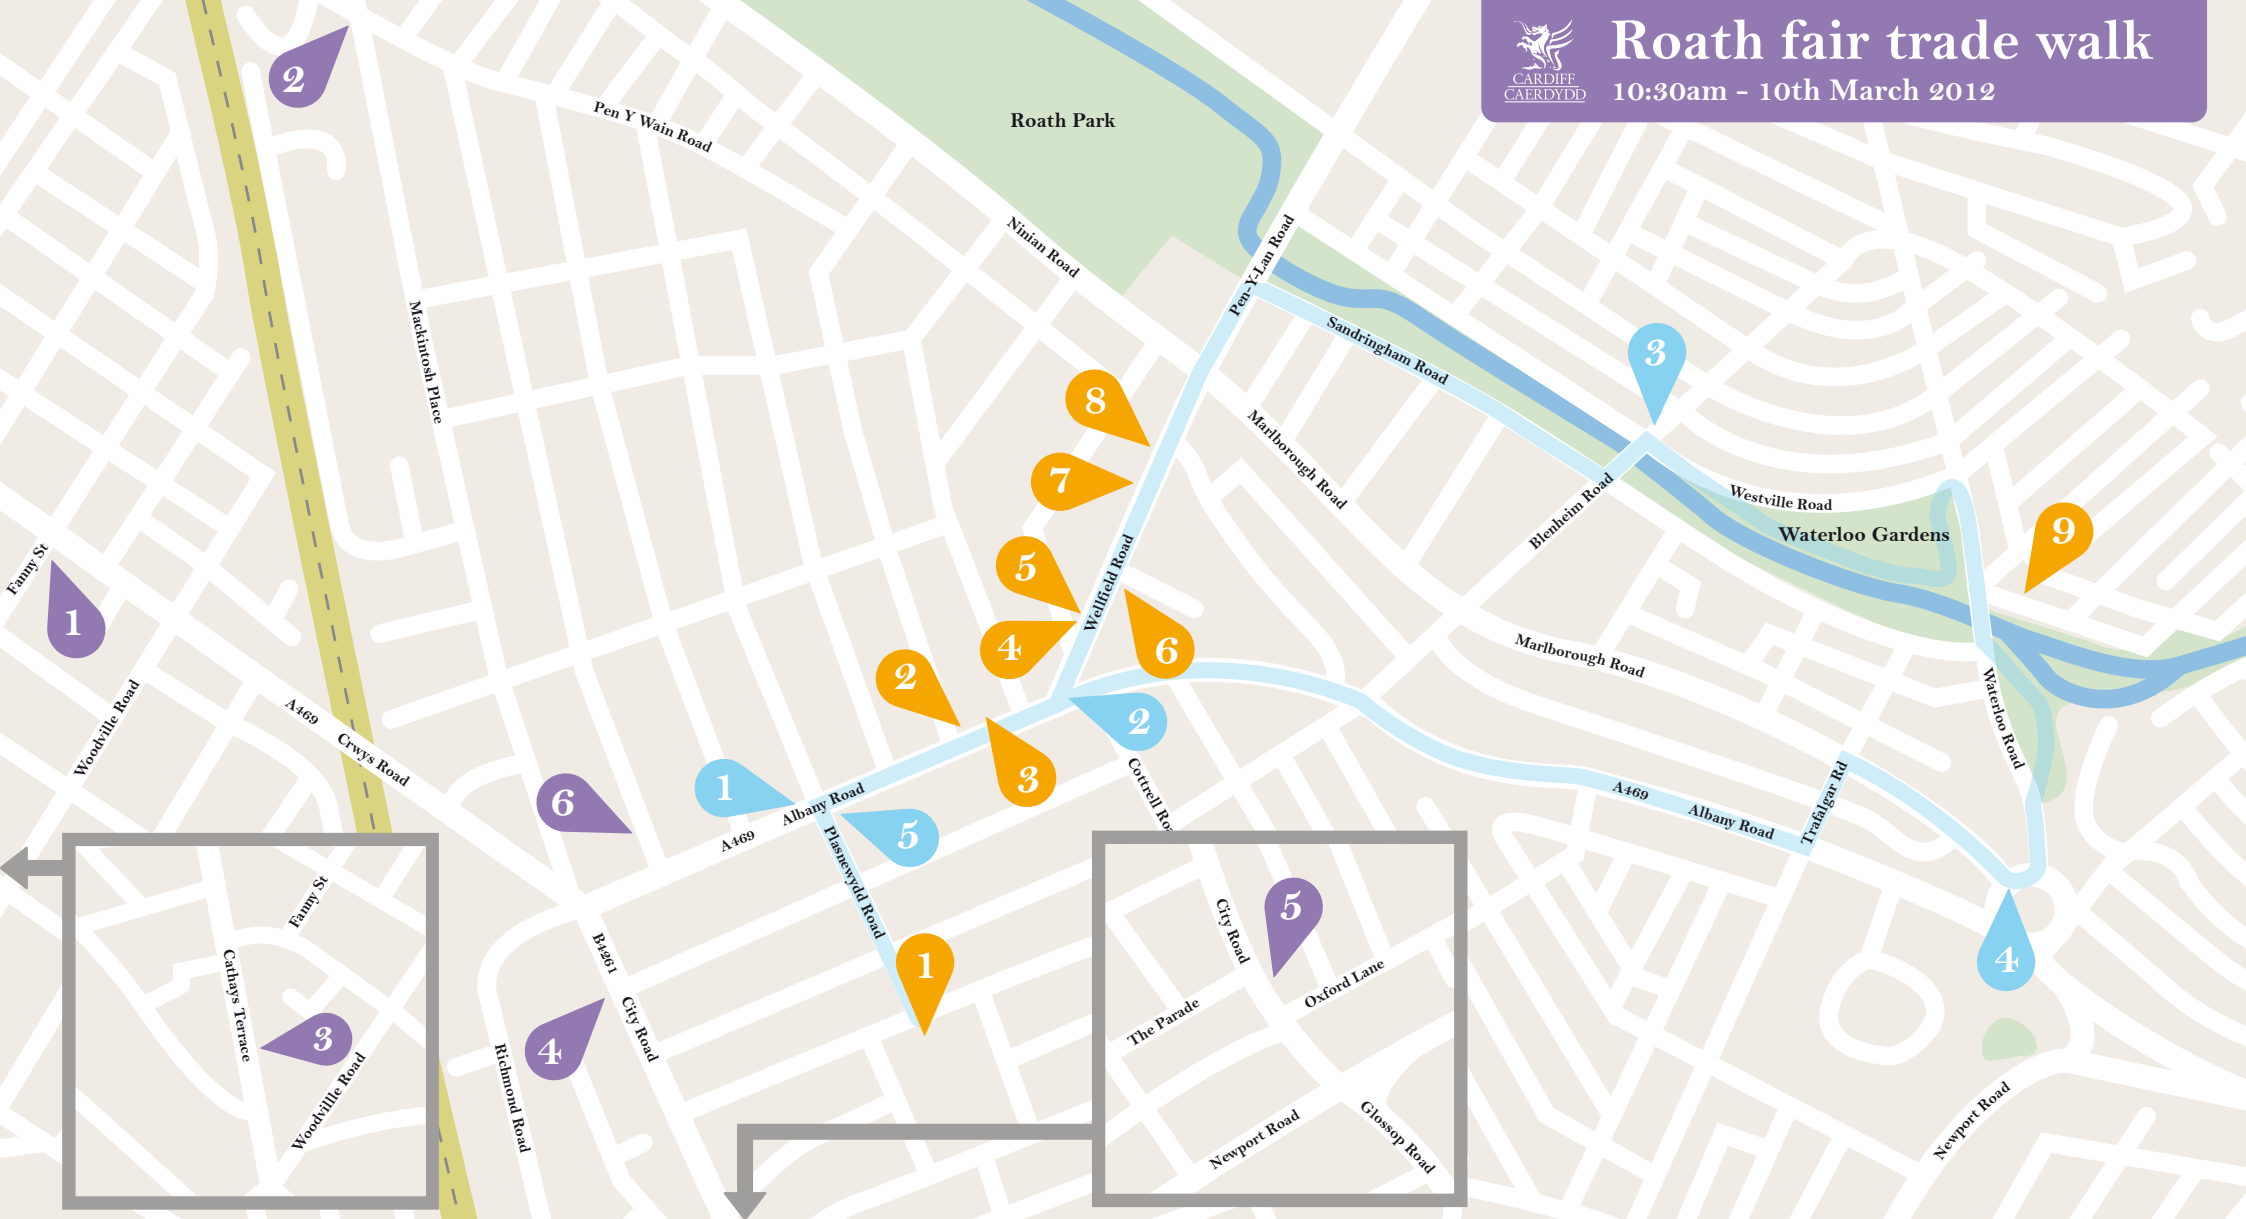 Roath fair trade walk
10:30am - 10th March 2012
CARDIFF
CAERDYDD
2
Pen Y Wain Road
Roath Park
Ninian Road
Pen-Y-Lan Road
Mackintosh Place
Sandringham Road
3
8
7
Marlborough Road
Blenheim Road
Westville Road
Waterloo Gardens
9
Fanny St
1
5
Wellfield Road
4
6
2
3
2
Marlborough Road
Waterloo Road
Woodville Road
A469
Crwys Road
6
1
Albany Road
A469
5
Plasnewydd Road
Cottrell Roa
A469
Albany Road
Trafalgar Rd
1
4
B4261
City Road
4
Richmond Road
Fanny St
Cathays Terrace
3
Woodvillle Road
5
City Road
Oxford Lane
The Parade
Newport Road
Glossop Road
Newport Road